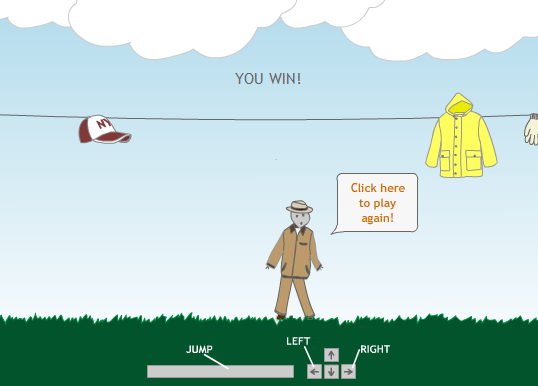 YOU WIN!
NY
Click here
to play
again!
LEFT
JUMP
RIGHT